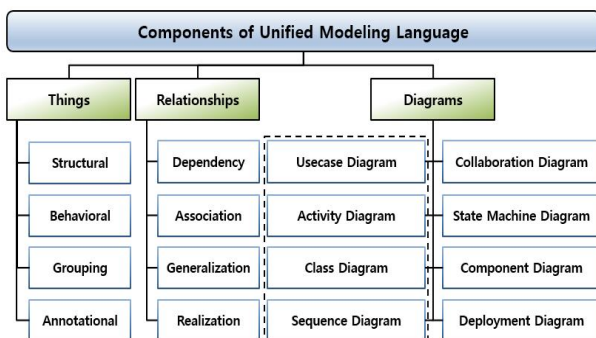 Components of Unified Modeling Language
Things
Relationships
Diagrams
Structural
Dependency
Usecase Diagram
Collaboration Diagram
Behavioral
Association
Activity Diagram
State Machine Diagram
Grouping
Generalization
Class Diagram
Component Diagram
Annotational
Realization
Sequence Diagram
Deployment Diagram